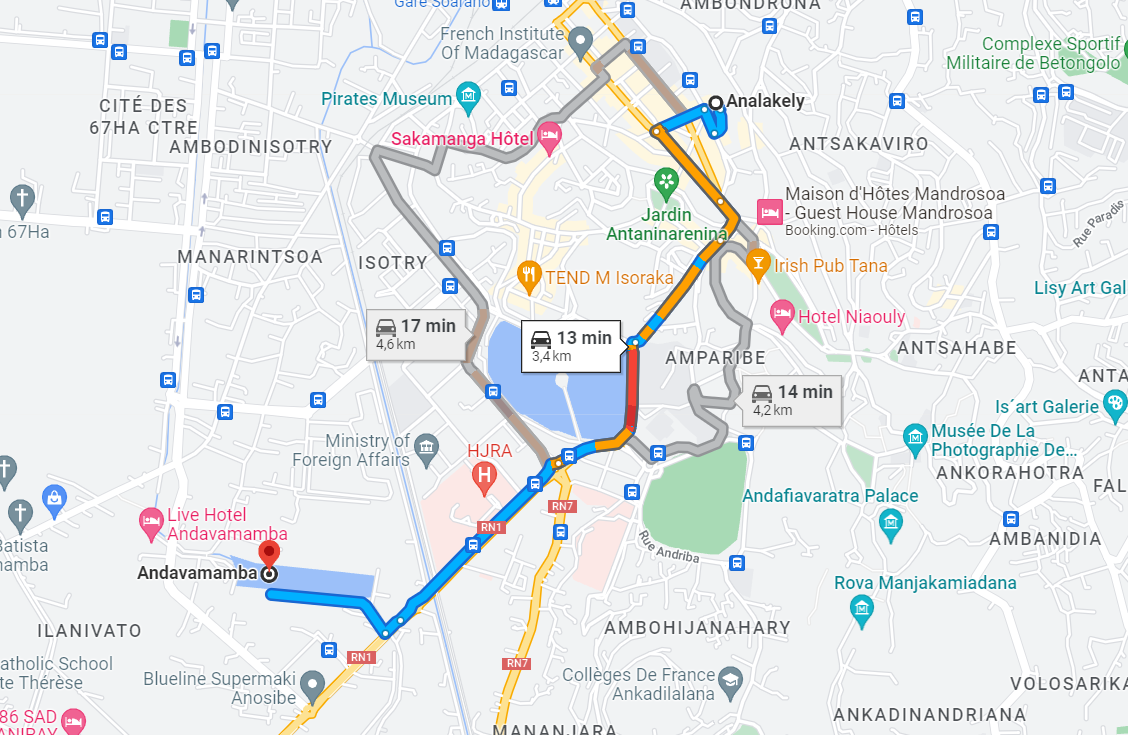 Gare Soarano
AMBONDRONA
French Institute
Of Madagascar
Complexe Sportif
Militaire de Betongolo
CITÉ DES
67HA CTRE
Pirates Museum
Analakely
AMBODINISOTRY
Sakamanga Hôtel
ANTSAKAVIRO
Maison d'Hôtes Mandrosoa
- Guest House Mandrosoa
Booking.com - Hôtels
Jardin
Antaninarenina
67Ha
Rue Paradis
MANARINTSOA
ISOTRY
TEND M Isoraka
Irish Pub Tana
Lisy Art Gal
Hotel Niaouly
17 min
4,6 km
13 min
3,4 km
AMPARIBE
ANTSAHABE
14 min
4,2 km
ANTA
Is´art Galerie
Ministry of
Foreign Affairs
HJRA
Musée De La
Photographie De...
ANKORAHOTRA
FAL
Andafiavaratra Palace
RN7
Live Hotel
Andavamamba
RN1
Batista
mamba
Rue Andriba
AMBANIDIA
Andavamamba
Rova Manjakamiadana
ILANIVATO
AMBOHIJANAHARY
RN1
RN7
atholic School
te Thérèse
Blueline Supermaki
Anosibe
Collèges De France
Ankadilalana
VOLOSARIKA
86 SAD
ANIRAY
MANANJARA
ANKADINANDRIANA